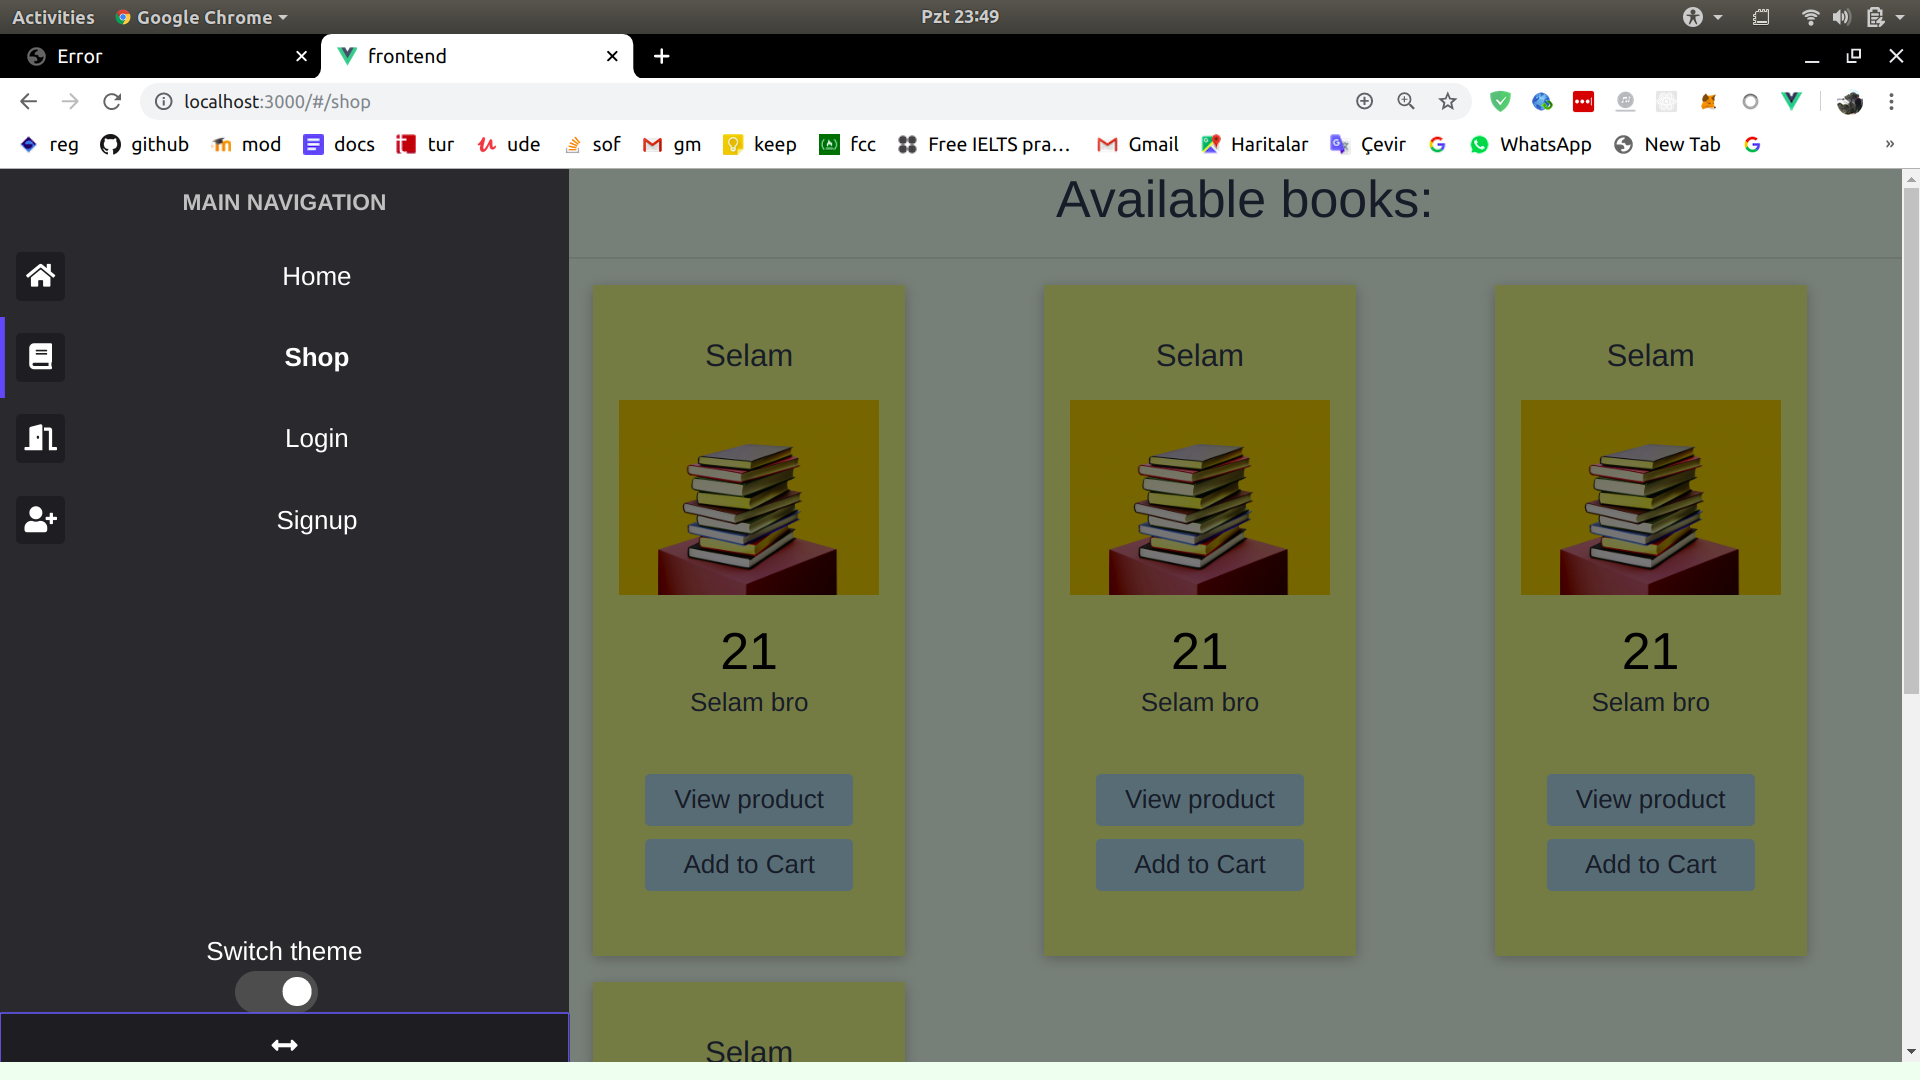 Activities Google Chrome Pzt 23:49
Error frontend
localhost:3000/#/shop
reg github mod docs tur ude sof gm keep fcc Free IELTS pra… Gmail Haritalar Çevir WhatsApp New Tab »
MAIN NAVIGATION
Home
Shop
Login
Signup
Switch theme
Available books:
Selam Selam Selam
21 21 21
Selam bro Selam bro Selam bro
View product View product View product
Add to Cart Add to Cart Add to Cart
Selam